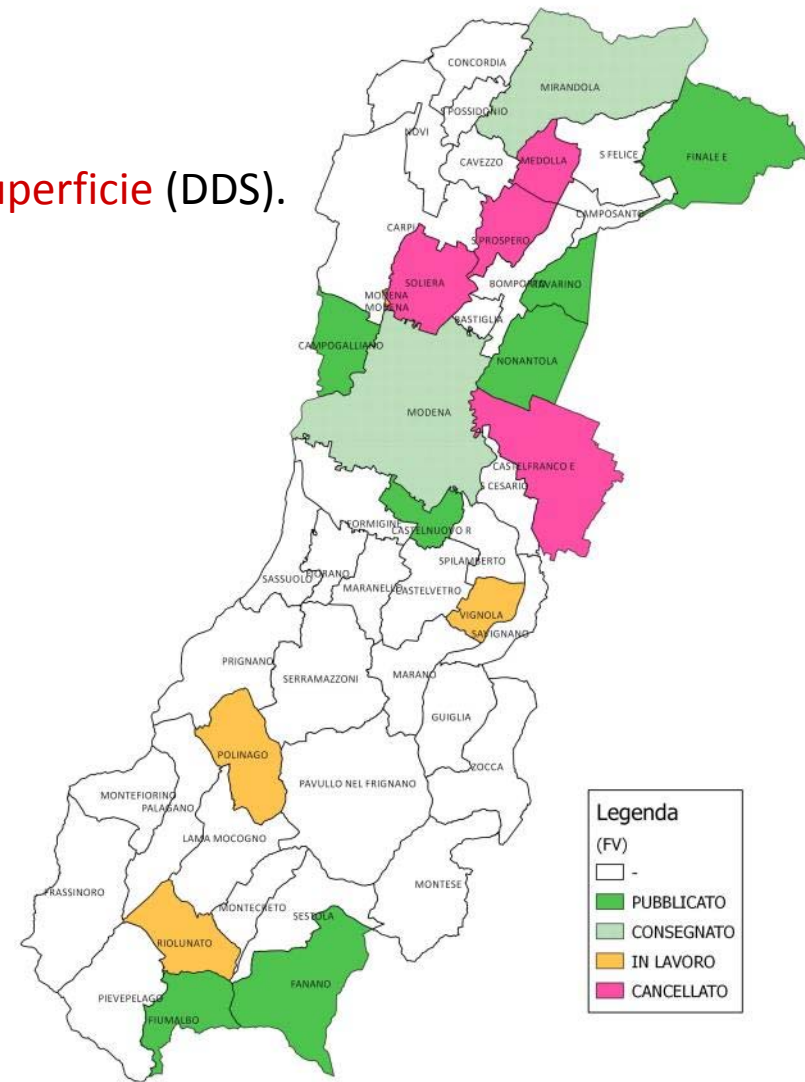 CONCORDIA
MIRANDOLA
S POSSIDONIO
NOVI
CAVEZZO
MEDOLLA
S FELICE
FINALE E
uperficie (DDS).
CAMPOSANTO
CARPI
S PROSPERO
SOLIERA
BOMPORTO
RAVARINO
MODENA
MODENA
BASTIGLIA
CAMPOGALLIANO
NONANTOLA
MODENA
CASTELFRANCO E
S CESARIO
FORMIGINE
CASTELNUOVO R
SPILAMBERTO
SASSUOLO
FIORANO
MARANELLO
CASTELVETRO
VIGNOLA
SAVIGNANO
PRIGNANO
SERRAMAZZONI
MARANO
GUIGLIA
POLINAGO
ZOCCA
PAVULLO NEL FRIGNANO
MONTEFIORINO
PALAGANO
LAMA MOCOGNO
MONTESE
FRASSINORO
MONTECRETO
SESTOLA
RIOLUNATO
FANANO
PIEVEPELAGO
FIUMALBO
Legenda
(FV)
-
PUBBLICATO
CONSEGNATO
IN LAVORO
CANCELLATO